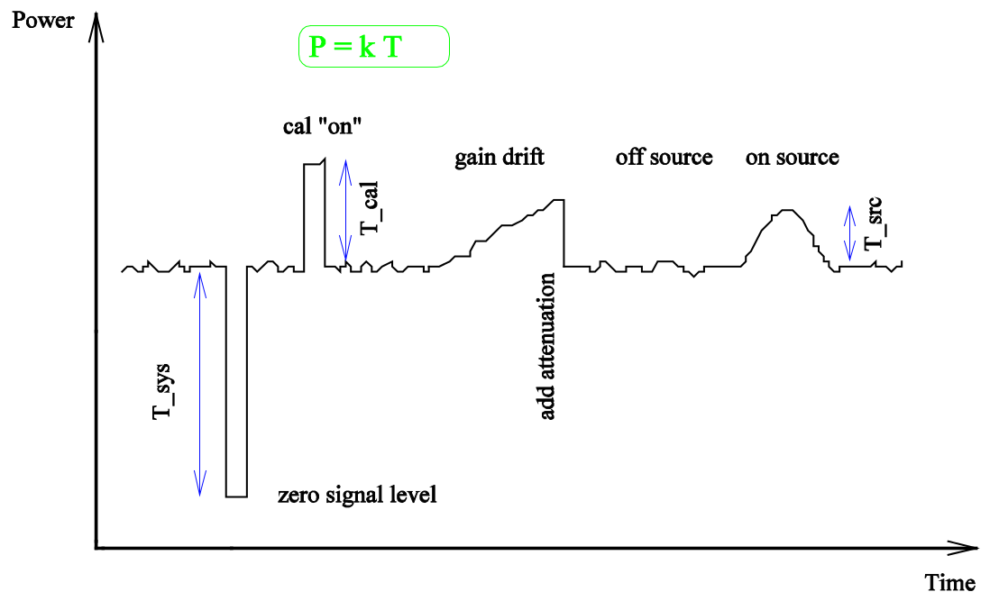 Power
P = k T
cal "on"
gain drift
off source
on source
T_cal
T_src
add attenuation
T_sys
zero signal level
Time